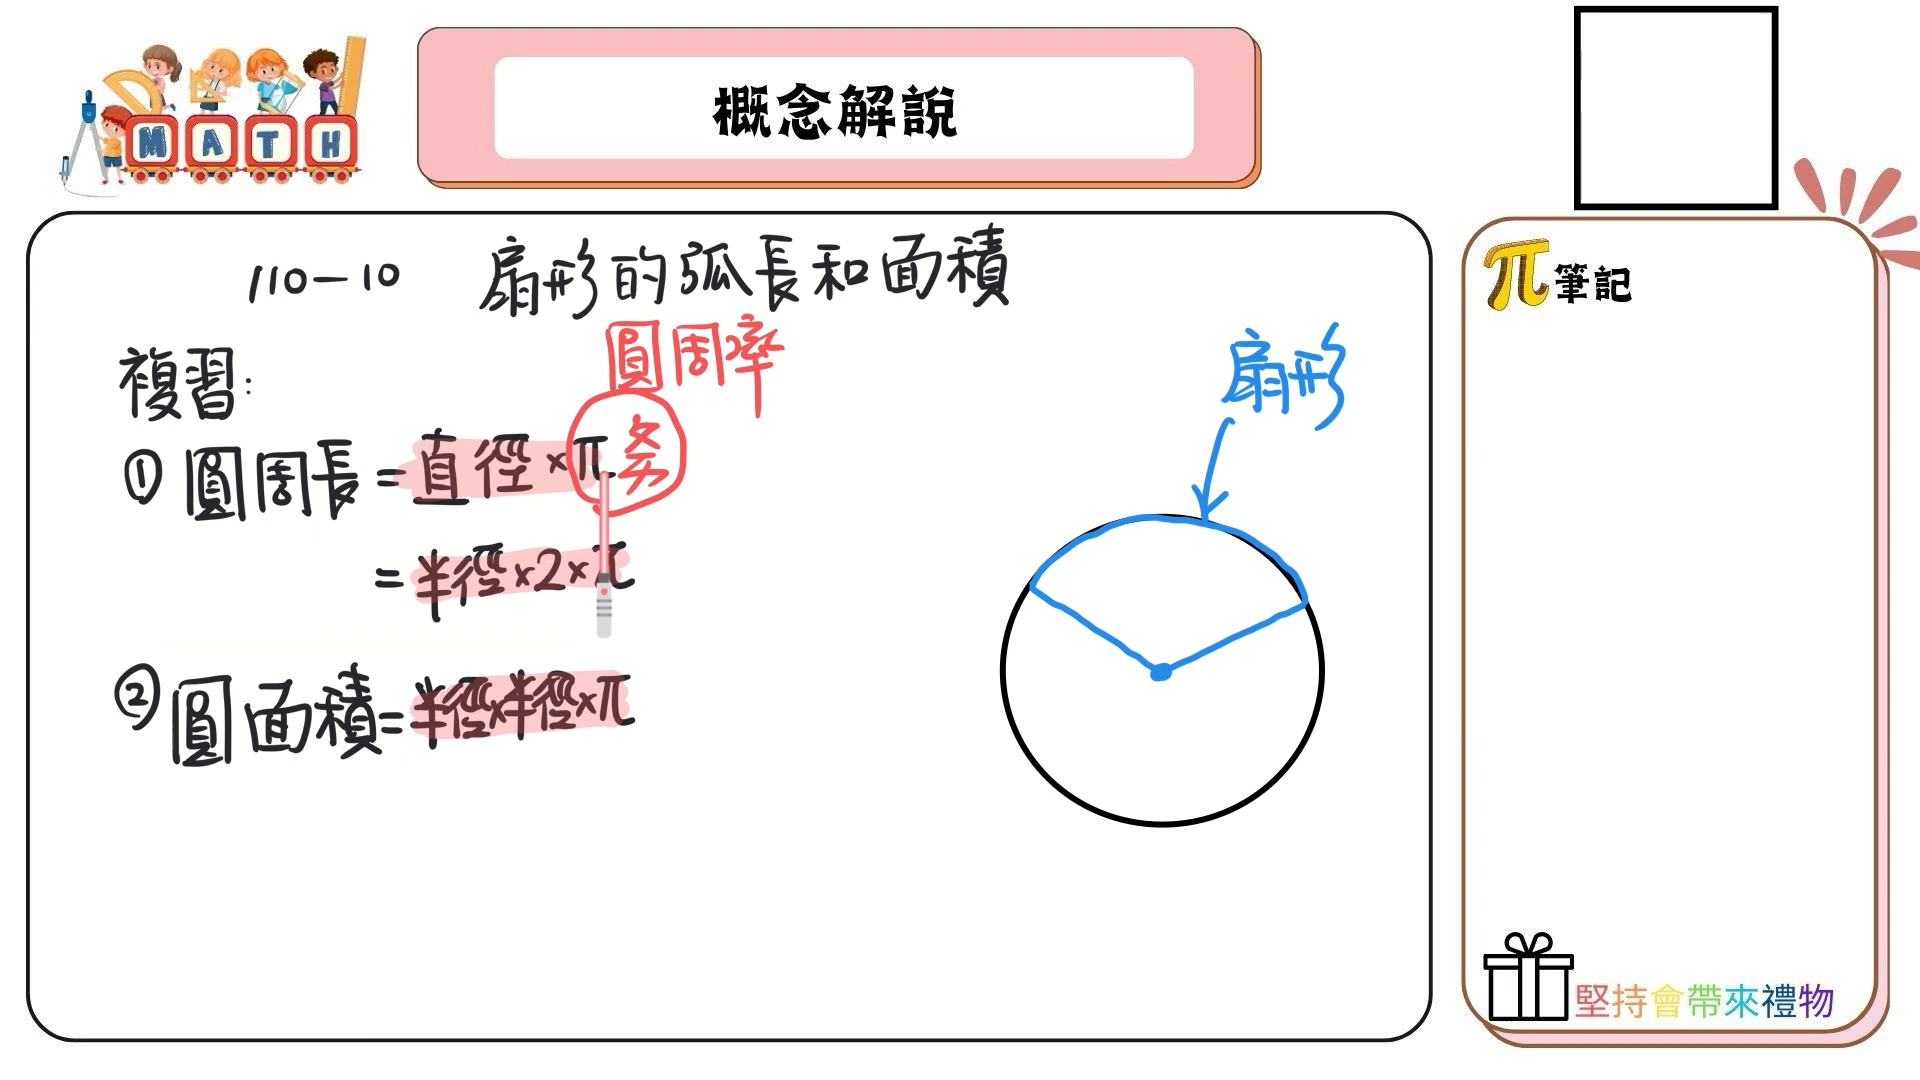 MATH
概念解說
110-10 扇形的弧長和面積
圓周率
複習:
① 圓周長=直徑×π
ㄆㄞ
=半徑×2×π
② 圓面積=半徑×半徑×π
扇形
π筆記
堅持會帶來禮物